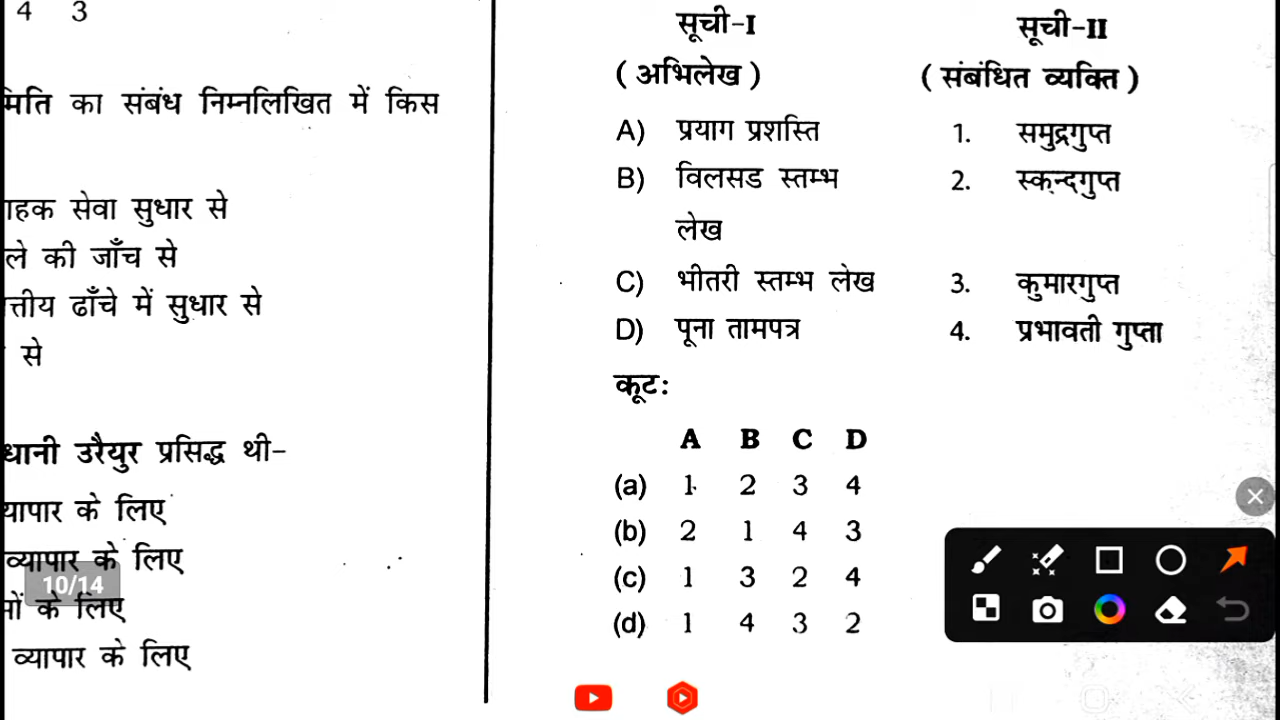 4 3
मिति का संबंध निम्नलिखित में किस
ाहक सेवा सुधार से
ले की जाँच से
त्तीय ढाँचे में सुधार से
से
धानी उरैयुर प्रसिद्ध थी-
यापार के लिए
व्यापार के लिए
10/14
ों के लिए
व्यापार के लिए
सूची-I सूची-II
(अभिलेख) (संबंधित व्यक्ति)
A) प्रयाग प्रशस्ति 1. समुद्रगुप्त
B) विलसड स्तम्भ 2. स्कन्दगुप्त
लेख
C) भीतरी स्तम्भ लेख 3. कुमारगुप्त
D) पूना तामपत्र 4. प्रभावती गुप्ता
कूट:
A B C D
(a) 1 2 3 4
(b) 2 1 4 3
(c) 1 3 2 4
(d) 1 4 3 2